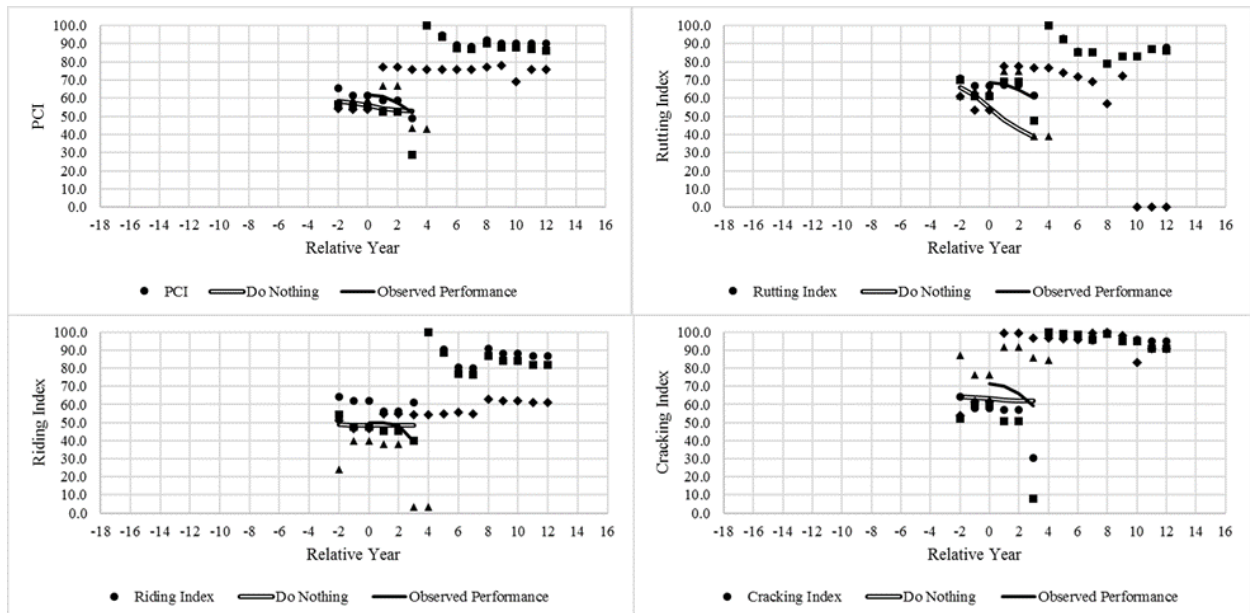 100.0
90.0
80.0
70.0
60.0
50.0
40.0
30.0
20.0
10.0
0.0
PCI
-18 -16 -14 -12 -10 -8 -6 -4 -2 0 2 4 6 8 10 12 14 16
Relative Year
PCI Do Nothing Observed Performance
100.0
90.0
80.0
70.0
60.0
50.0
40.0
30.0
20.0
10.0
0.0
Rutting Index
-18 -16 -14 -12 -10 -8 -6 -4 -2 0 2 4 6 8 10 12 14 16
Relative Year
Rutting Index Do Nothing Observed Performance
100.0
90.0
80.0
70.0
60.0
50.0
40.0
30.0
20.0
10.0
0.0
Riding Index
-18 -16 -14 -12 -10 -8 -6 -4 -2 0 2 4 6 8 10 12 14 16
Relative Year
Riding Index Do Nothing Observed Performance
100.0
90.0
80.0
70.0
60.0
50.0
40.0
30.0
20.0
10.0
0.0
Cracking Index
-18 -16 -14 -12 -10 -8 -6 -4 -2 0 2 4 6 8 10 12 14 16
Relative Year
Cracking Index Do Nothing Observed Performance